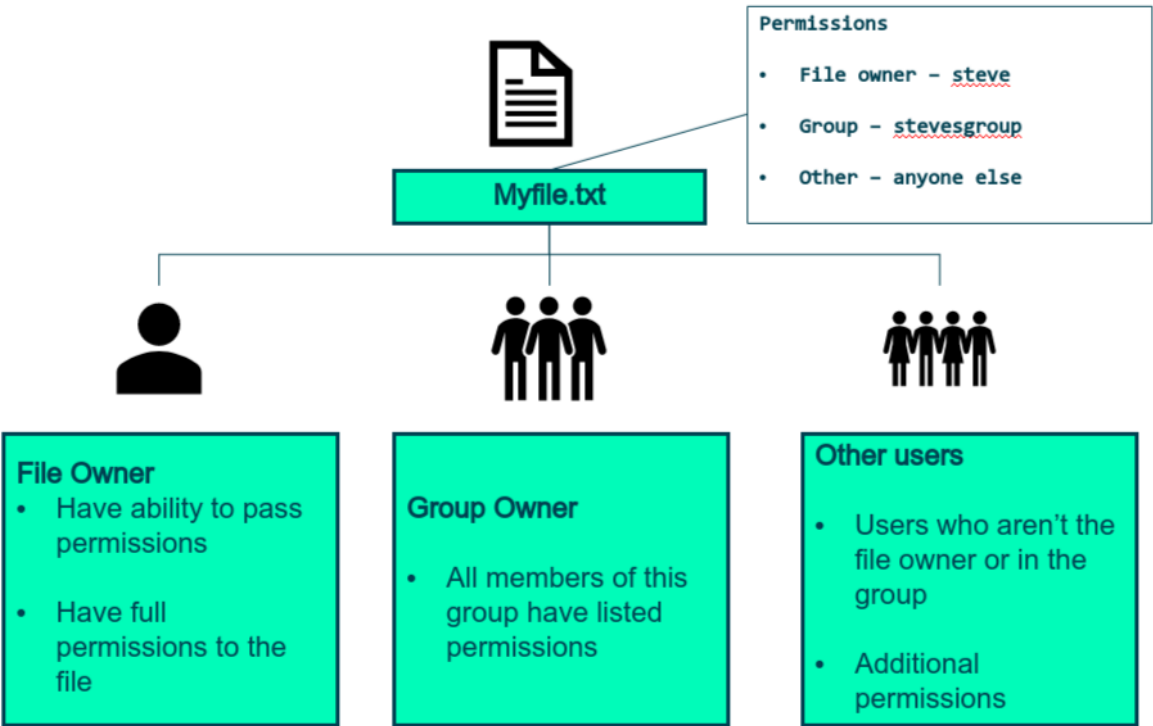 Permissions
• File owner – steve
• Group – stevesgroup
• Other – anyone else
Myfile.txt
File Owner
• Have ability to pass
permissions
• Have full
permissions to the
file
Group Owner
• All members of this
group have listed
permissions
Other users
• Users who aren’t the
file owner or in the
group
• Additional
permissions